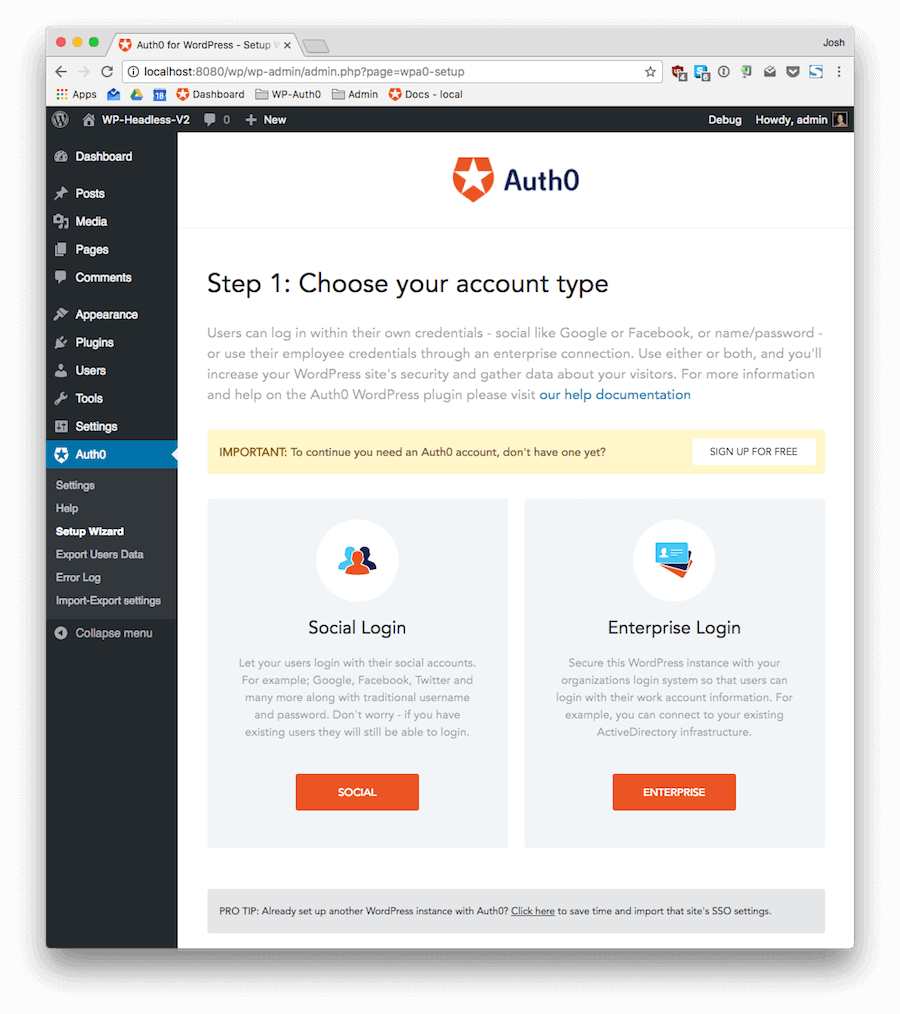 Auth0 for WordPress - Setup
Josh
localhost:8080/wp/wp-admin/admin.php?page=wpa0-setup
4
6
Apps
18
Dashboard
WP-Auth0
Admin
Docs - local
WP-Headless-V2
0
New
Debug
Howdy, admin
Dashboard
Posts
Media
Pages
Comments
Appearance
Plugins
Users
Tools
Settings
Auth0
Settings
Help
Setup Wizard
Export Users Data
Error Log
Import-Export settings
Collapse menu
Auth0
Step 1: Choose your account type
Users can log in within their own credentials - social like Google or Facebook, or name/password -
or use their employee credentials through an enterprise connection. Use either or both, and you'll
increase your WordPress site's security and gather data about your visitors. For more information
and help on the Auth0 WordPress plugin please visit our help documentation
IMPORTANT: To continue you need an Auth0 account, don't have one yet?
SIGN UP FOR FREE
Social Login
Let your users login with their social accounts.
For example; Google, Facebook, Twitter and
many more along with traditional username
and password. Don't worry - if you have
existing users they will still be able to login.
SOCIAL
Enterprise Login
Secure this WordPress instance with your
organizations login system so that users can
login with their work account information. For
example, you can connect to your existing
ActiveDirectory infrastructure.
ENTERPRISE
PRO TIP: Already set up another WordPress instance with Auth0? Click here to save time and import that site's SSO settings.